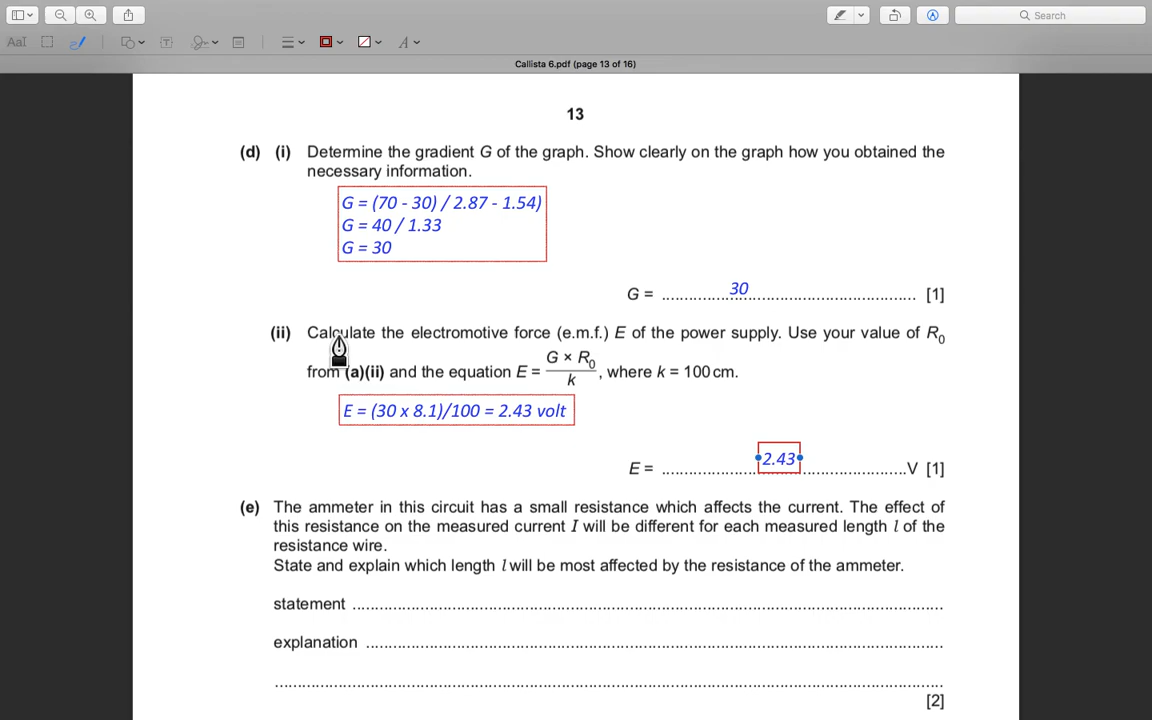 Search
AaI
A
Callista 6.pdf (page 13 of 16)
13
(d) (i) Determine the gradient G of the graph. Show clearly on the graph how you obtained the
necessary information.
G = (70 - 30) / 2.87 - 1.54)
G = 40 / 1.33
G = 30
G = ............ 30 ............ [1]
(ii) Calculate the electromotive force (e.m.f.) E of the power supply. Use your value of R₀
from (a)(ii) and the equation E = G × R₀ / k , where k = 100 cm.
E = (30 x 8.1)/100 = 2.43 volt
E = ............ 2.43 ............ V [1]
(e) The ammeter in this circuit has a small resistance which affects the current. The effect of
this resistance on the measured current I will be different for each measured length l of the
resistance wire.
State and explain which length l will be most affected by the resistance of the ammeter.
statement ............
explanation ............
............
[2]